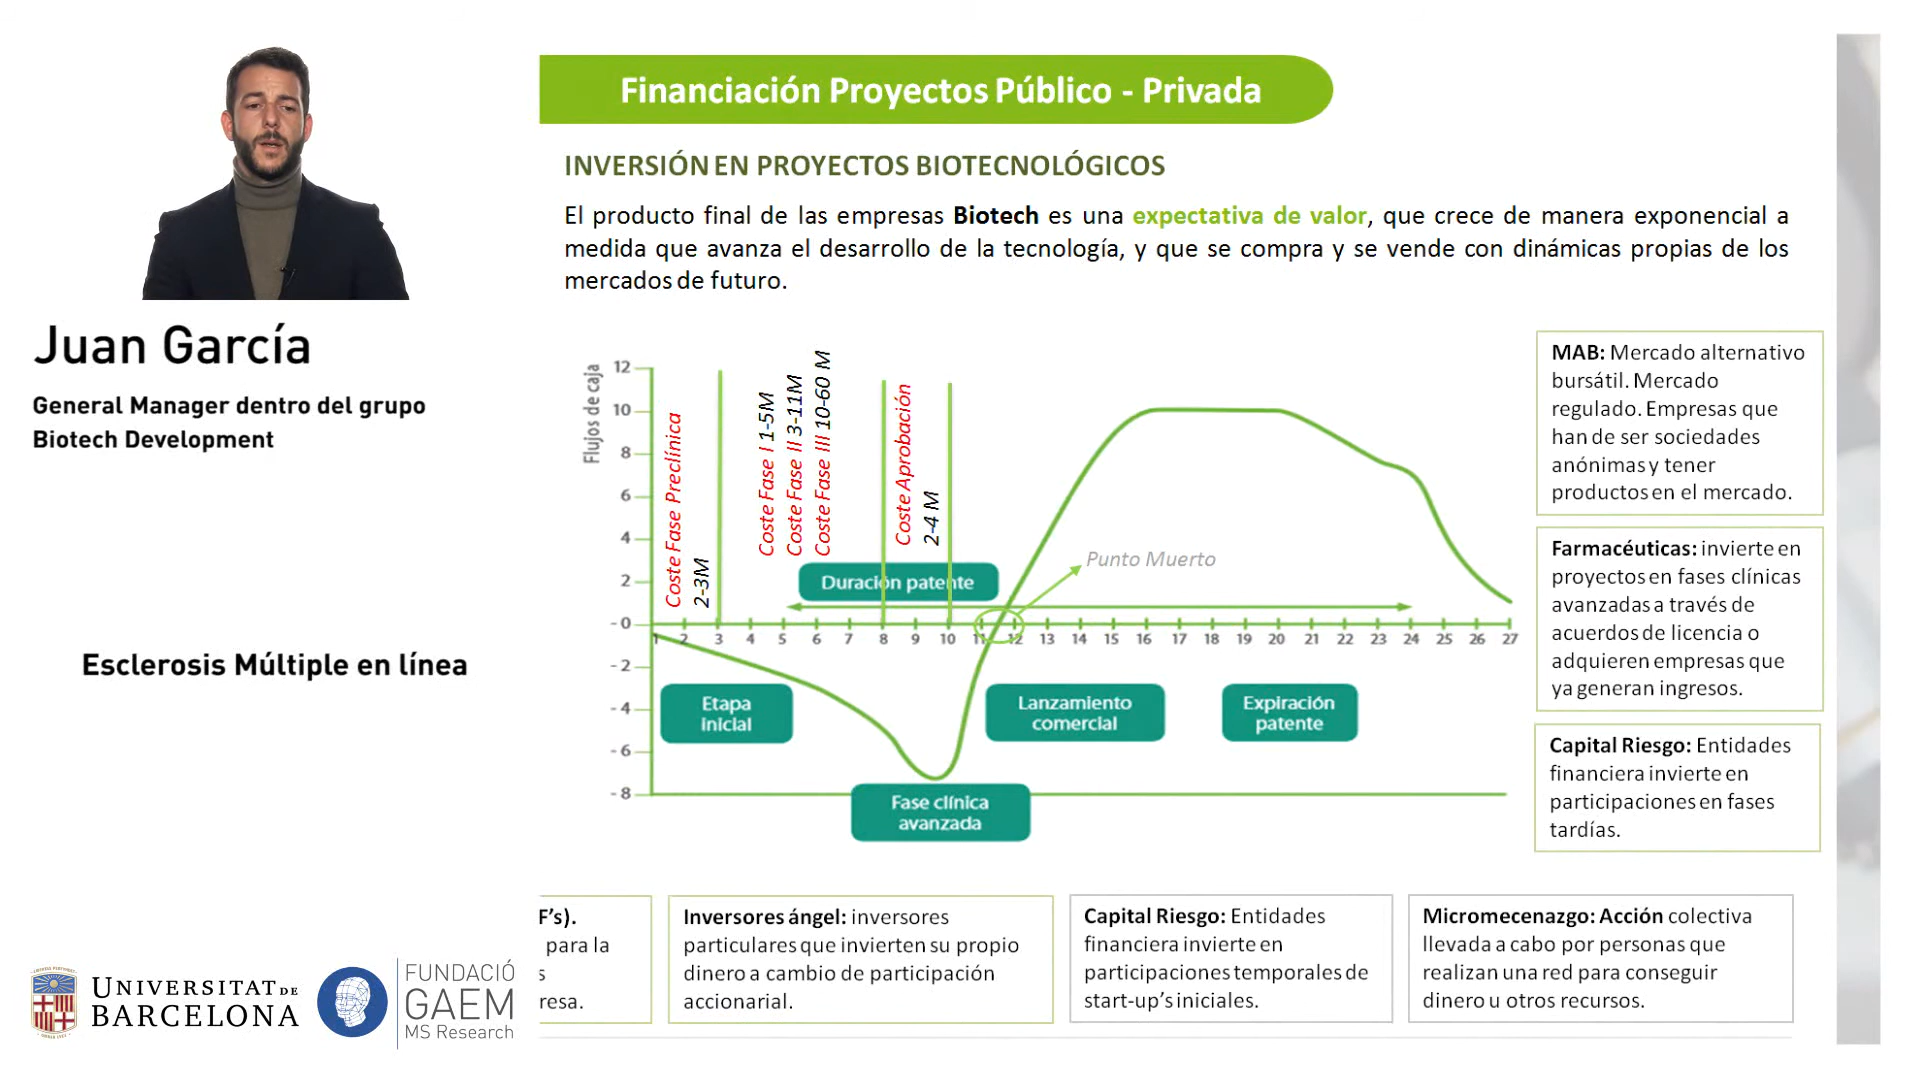 Juan García
General Manager dentro del grupo
Biotech Development
Esclerosis Múltiple en línea
UNIVERSITAT DE
BARCELONA
FUNDACIÓ
GAEM
MS Research
Financiación Proyectos Público - Privada
INVERSIÓN EN PROYECTOS BIOTECNOLÓGICOS
El producto final de las empresas Biotech es una expectativa de valor, que crece de manera exponencial a
medida que avanza el desarrollo de la tecnología, y que se compra y se vende con dinámicas propias de los
mercados de futuro.
Flujos de caja
12
10
8
6
4
2
- 0
- 2
- 4
- 6
- 8
1 2 3 4 5 6 7 8 9 10 11 12 13 14 15 16 17 18 19 20 21 22 23 24 25 26 27
Coste Fase Preclínica
2-3M
Coste Fase I 1-5M
Coste Fase II 3-11M
Coste Fase III 10-60 M
Coste Aprobación
2-4 M
Duración patente
Punto Muerto
Etapa
inicial
Lanzamiento
comercial
Expiración
patente
Fase clínica
avanzada
MAB: Mercado alternativo
bursátil. Mercado
regulado. Empresas que
han de ser sociedades
anónimas y tener
productos en el mercado.
Farmacéuticas: invierte en
proyectos en fases clínicas
avanzadas a través de
acuerdos de licencia o
adquieren empresas que
ya generan ingresos.
Capital Riesgo: Entidades
financiera invierte en
participaciones en fases
tardías.
F's).
para la
s
resa.
Inversores ángel: inversores
particulares que invierten su propio
dinero a cambio de participación
accionarial.
Capital Riesgo: Entidades
financiera invierte en
participaciones temporales de
start-up's iniciales.
Micromecenazgo: Acción colectiva
llevada a cabo por personas que
realizan una red para conseguir
dinero u otros recursos.